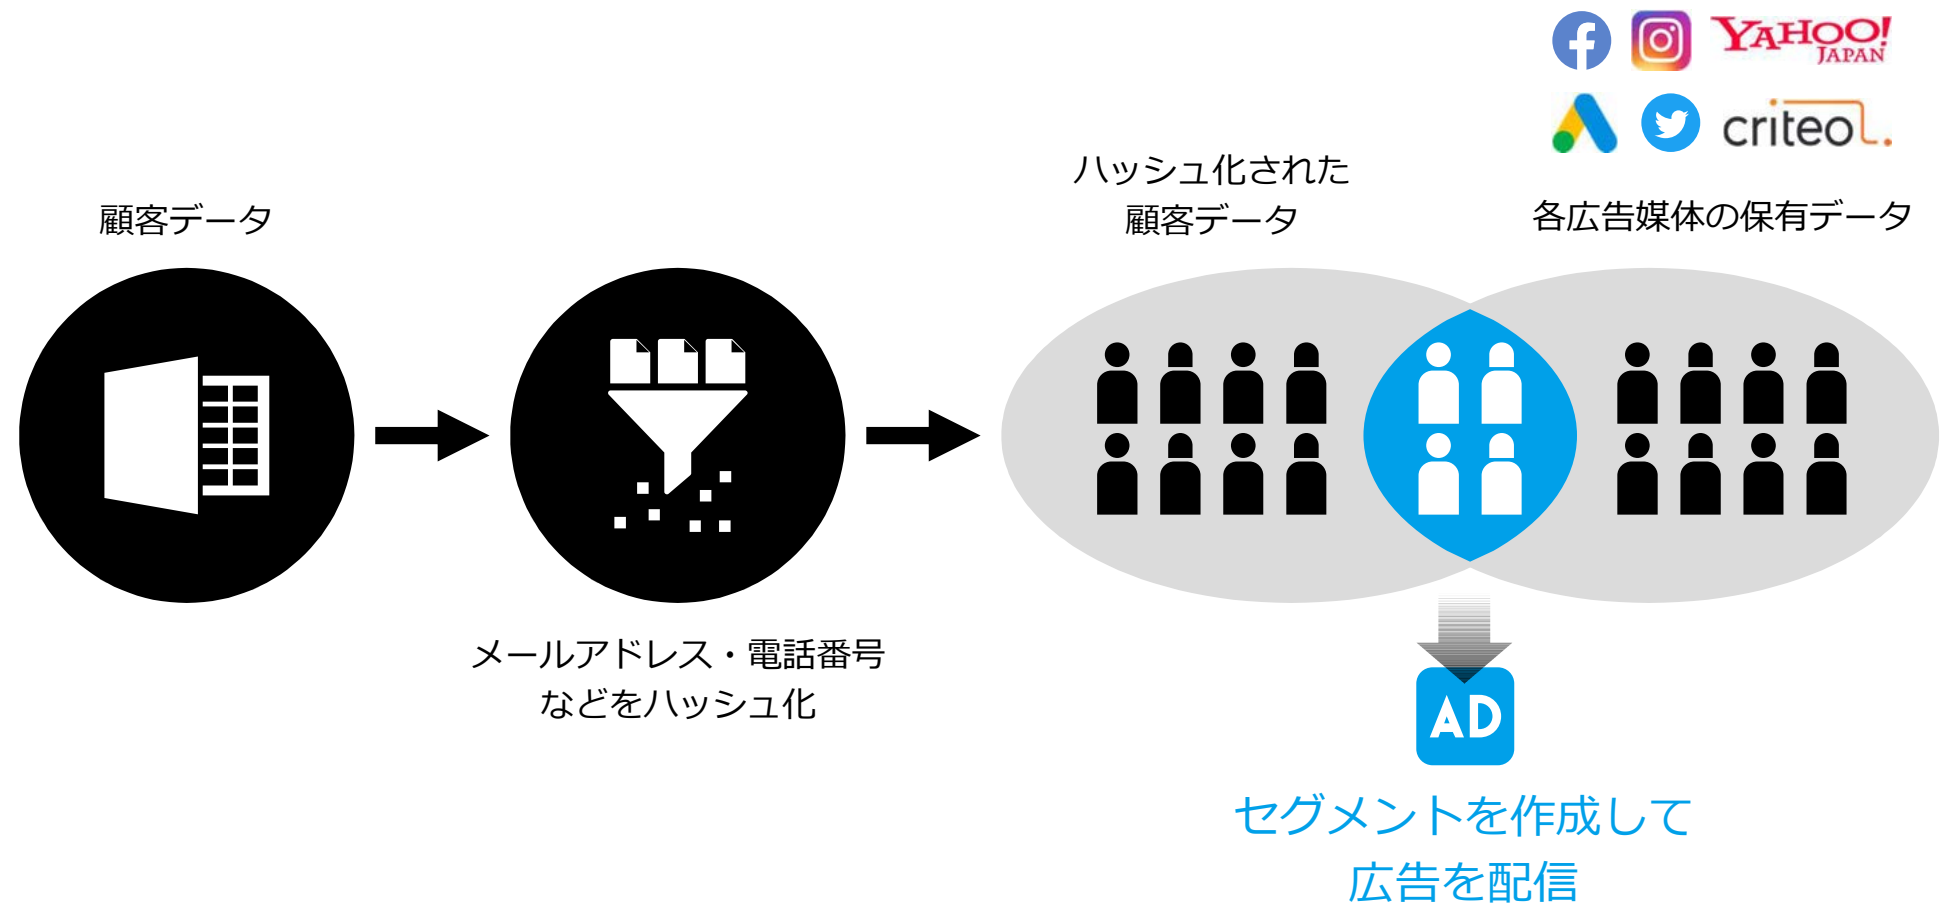 YAHOO!
JAPAN
criteo
ハッシュ化された
顧客データ
顧客データ
各広告媒体の保有データ
メールアドレス・電話番号
などをハッシュ化
AD
セグメントを作成して
広告を配信